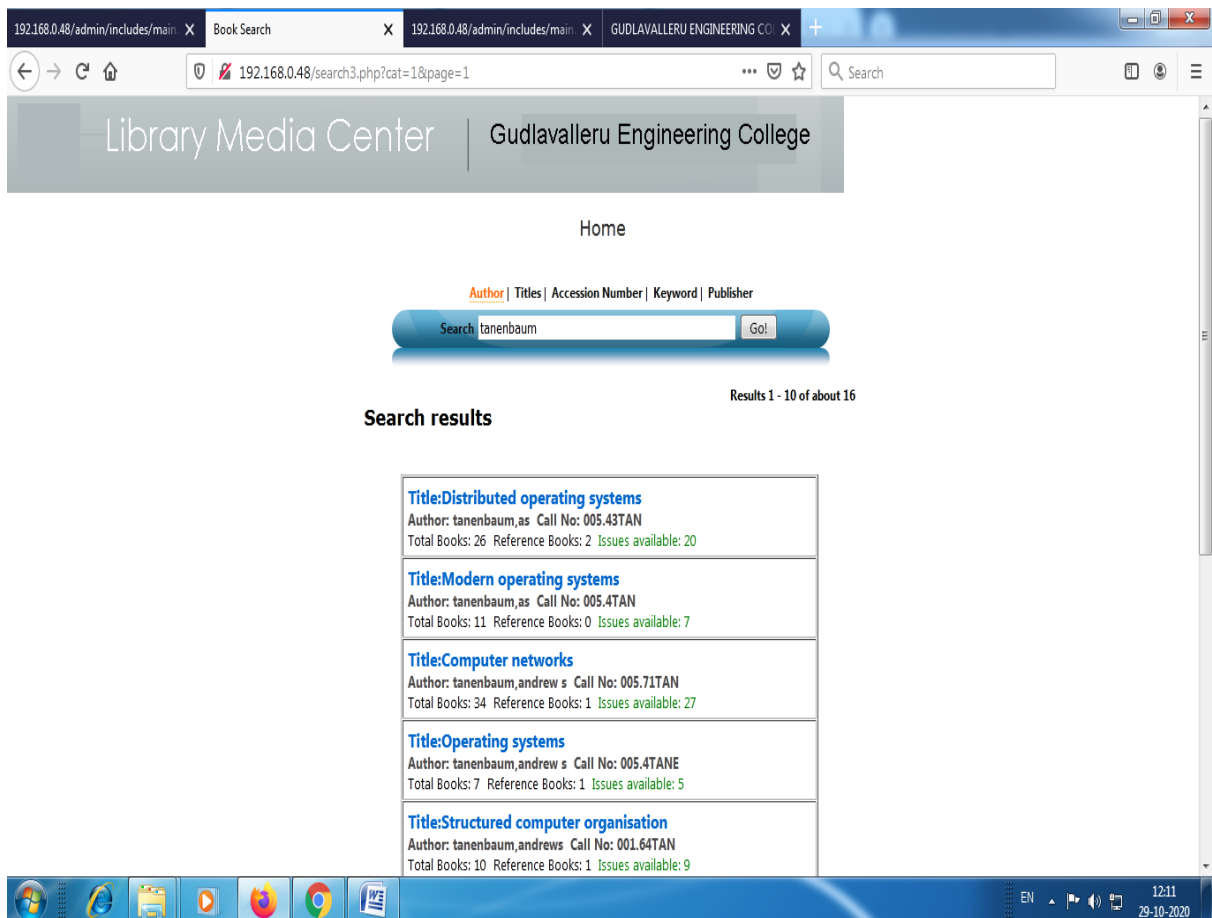 192.168.0.48/admin/includes/main. X Book Search X 192.168.0.48/admin/includes/main. X GUDLAVALLERU ENGINEERING COL X +
192.168.0.48/search3.php?cat=1&page=1 Search
Library Media Center | Gudlavalleru Engineering College
Home
Author | Titles | Accession Number | Keyword | Publisher
Search tanenbaum Go!
Results 1 - 10 of about 16
Search results
Title:Distributed operating systems
Author: tanenbaum,as Call No: 005.43TAN
Total Books: 26 Reference Books: 2 Issues available: 20
Title:Modern operating systems
Author: tanenbaum,as Call No: 005.4TAN
Total Books: 11 Reference Books: 0 Issues available: 7
Title:Computer networks
Author: tanenbaum,andrew s Call No: 005.71TAN
Total Books: 34 Reference Books: 1 Issues available: 27
Title:Operating systems
Author: tanenbaum,andrew s Call No: 005.4TANE
Total Books: 7 Reference Books: 1 Issues available: 5
Title:Structured computer organisation
Author: tanenbaum,andrews Call No: 001.64TAN
Total Books: 10 Reference Books: 1 Issues available: 9
EN 12:11
29-10-2020